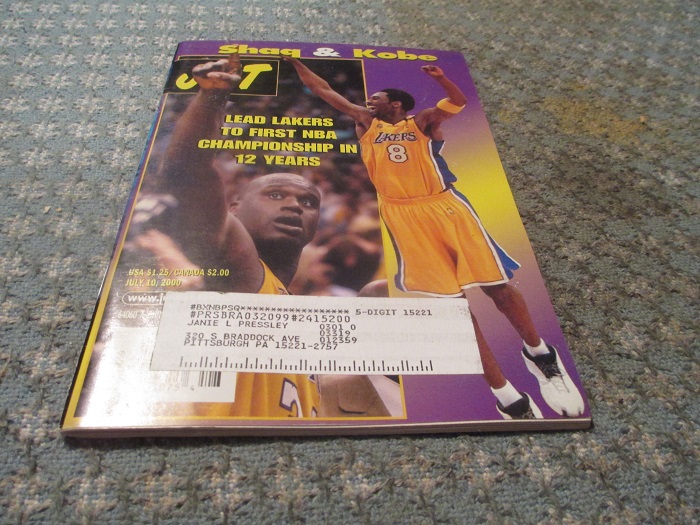 Shaq & Kobe
LEAD LAKERS
TO FIRST NBA
CHAMPIONSHIP IN
12 YEARS
LAKERS
8
USA $1.25/CANADA $2.00
JULY 10, 2000
#BXNBPSQ 5-DIGIT 15221
#PRSBRA032099#2415200
JANIE L PRESSLEY 0301 0
03319
320 S BRADDOCK AVE 012359
PITTSBURGH PA 15221-2757